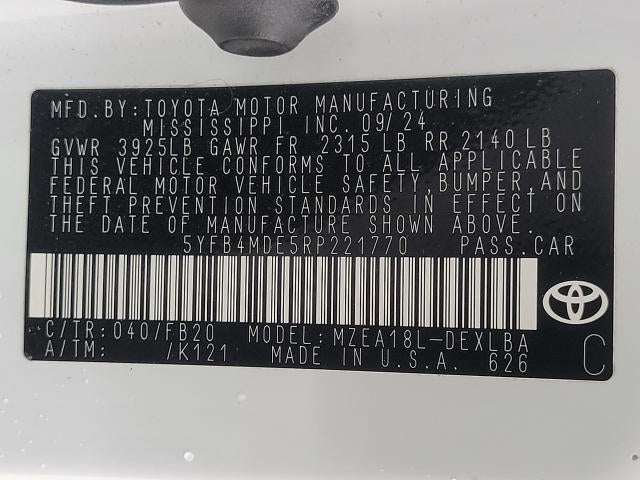 MFD.BY:TOYOTA MOTOR MANUFACTURING
MISSISSIPPI INC. 09/24
GVWR 3925LB GAWR FR 2315 LB RR 2140 LB
THIS VEHICLE CONFORMS TO ALL APPLICABLE
FEDERAL MOTOR VEHICLE SAFETY,BUMPER,AND
THEFT PREVENTION STANDARDS IN EFFECT ON
THE DATE OF MANUFACTURE SHOWN ABOVE.
5YFB4MDE5RP221770 PASS.CAR
C/TR: 040/FB20 MODEL: MZEA18L-DEXLBA
A/TM: /K121 MADE IN U.S.A. 626 C